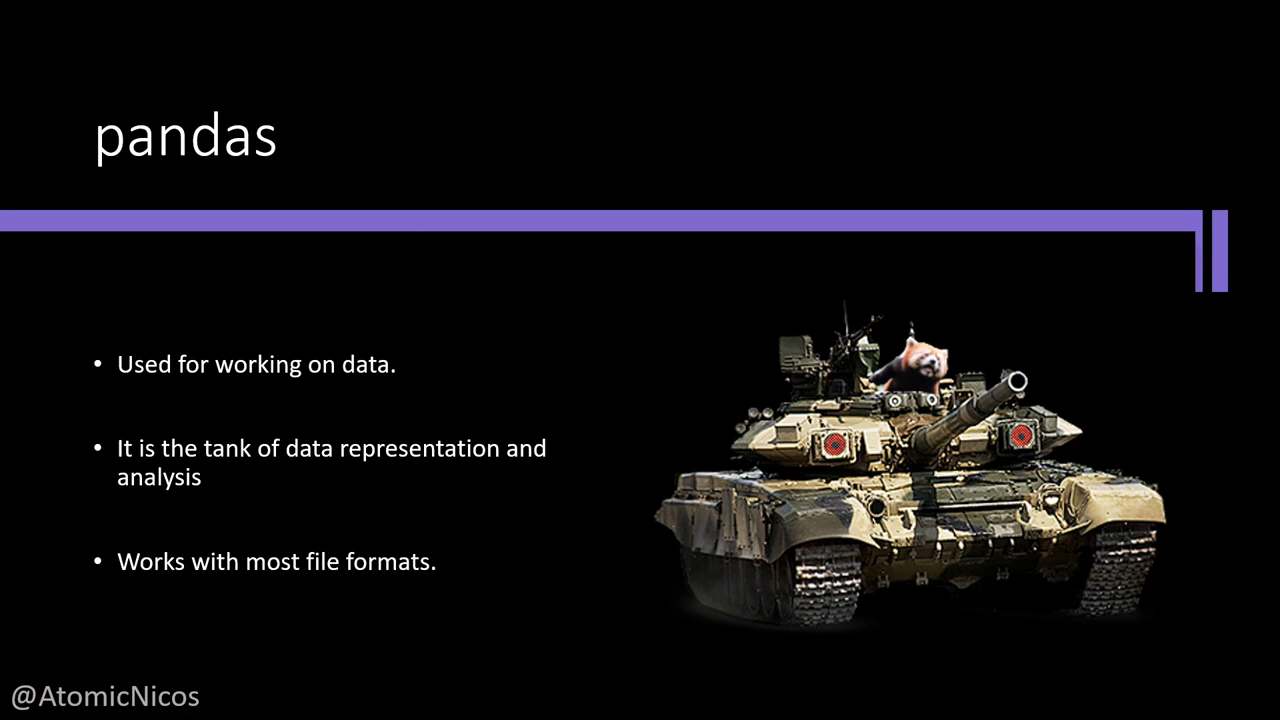 pandas
• Used for working on data.
• It is the tank of data representation and
analysis
• Works with most file formats.
@AtomicNicos